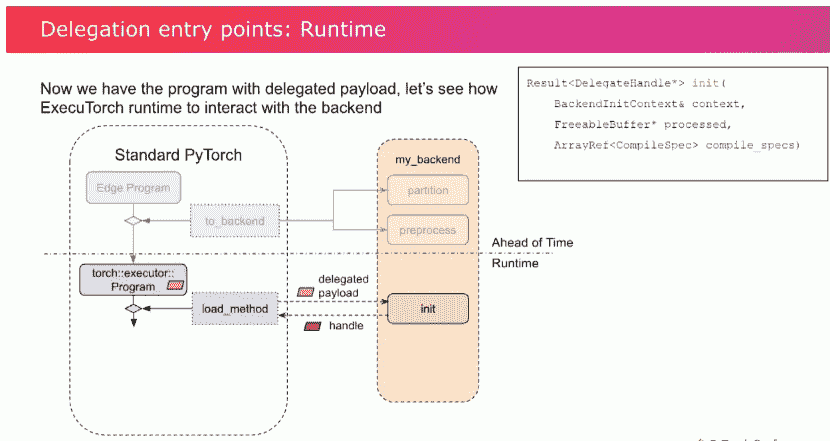 Delegation entry points: Runtime
Now we have the program with delegated payload, let's see how
ExecuTorch runtime to interact with the backend
Result<DelegateHandle*> init(
BackendInitContext& context,
FreeableBuffer* processed,
ArrayRef<CompileSpec> compile_specs)
Standard PyTorch
my_backend
Edge Program
partition
to_backend
preprocess
Ahead of Time
Runtime
torch::executor::
Program
delegated
payload
load_method
init
handle